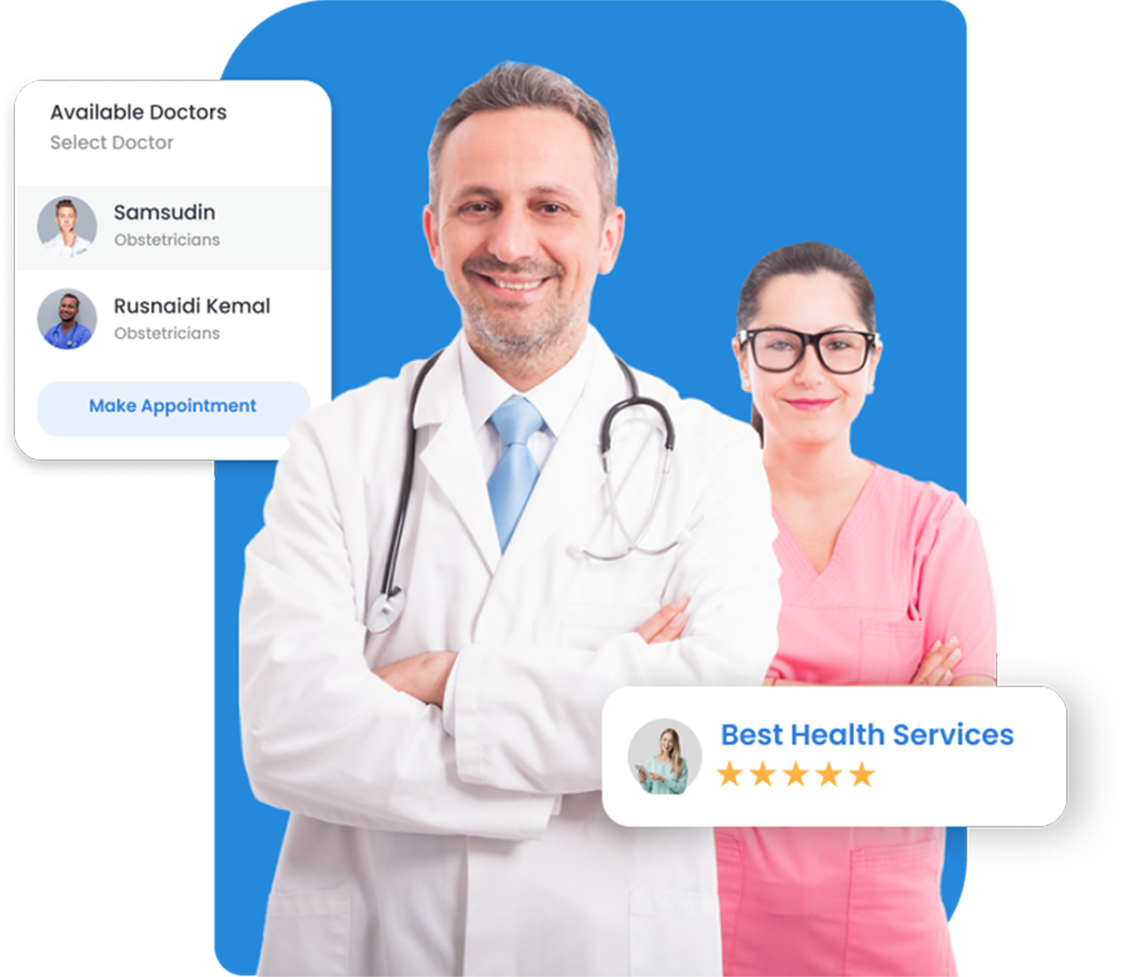 Available Doctors
Select Doctor
Samsudin
Obstetricians
Rusnaidi Kemal
Obstetricians
Make Appointment
Best Health Services